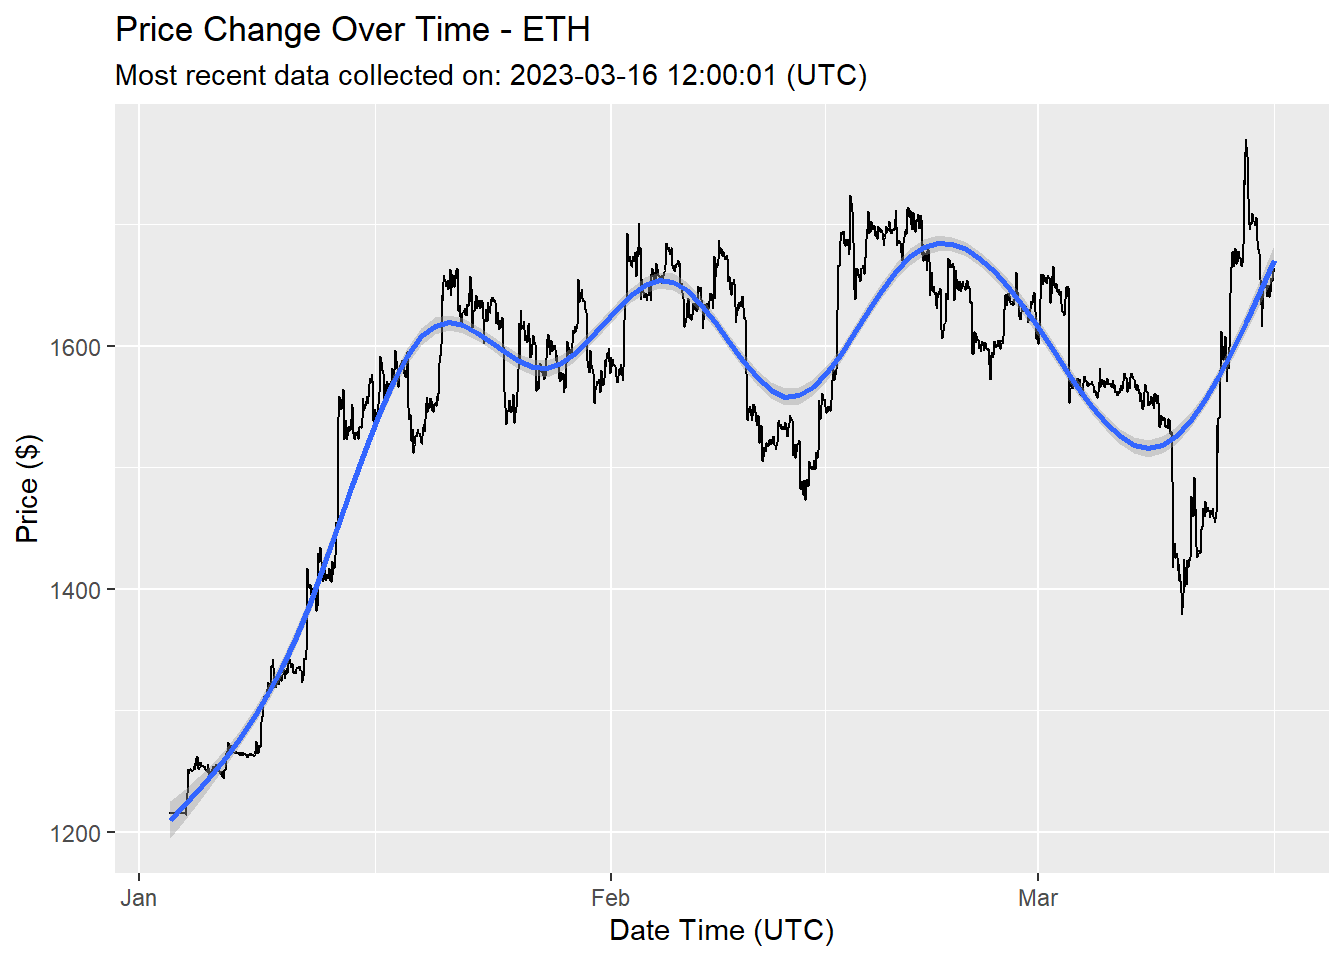 Price Change Over Time - ETH
Most recent data collected on: 2023-03-16 12:00:01 (UTC)
Price ($)
1600
1400
1200
Jan Feb Mar
Date Time (UTC)